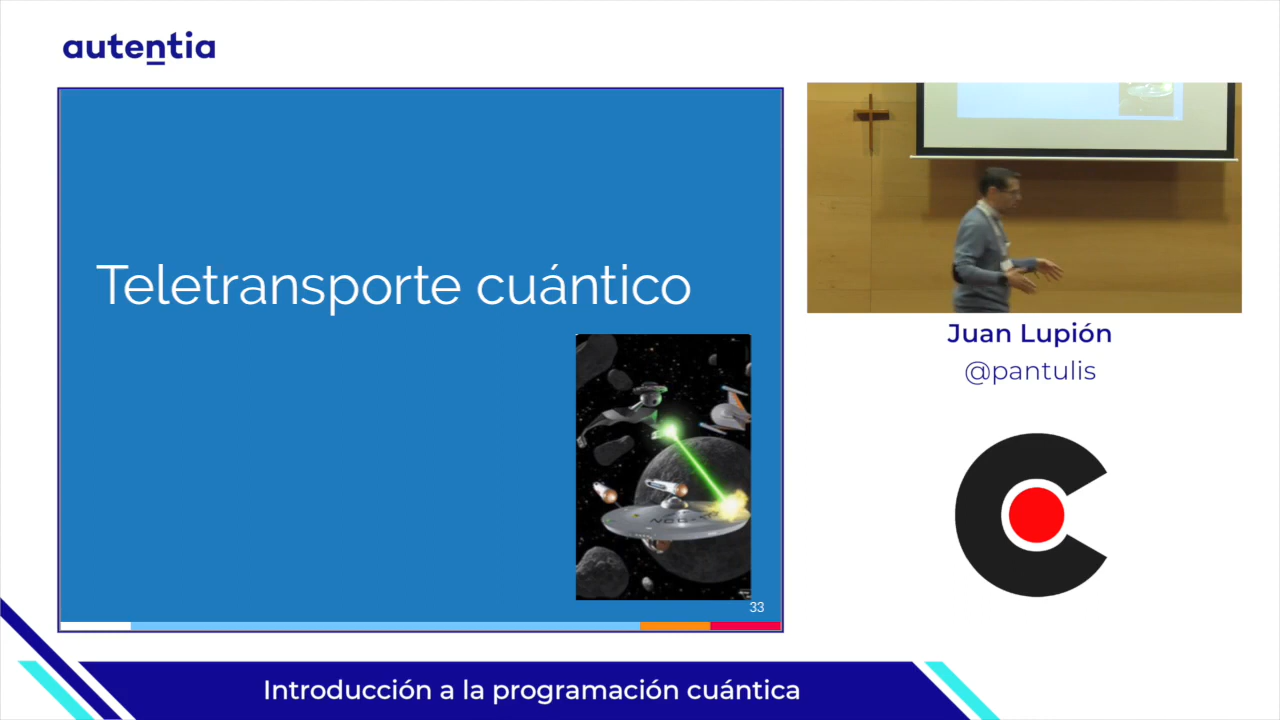 autentia
Teletransporte cuántico
33
Juan Lupión
@pantulis
Introducción a la programación cuántica